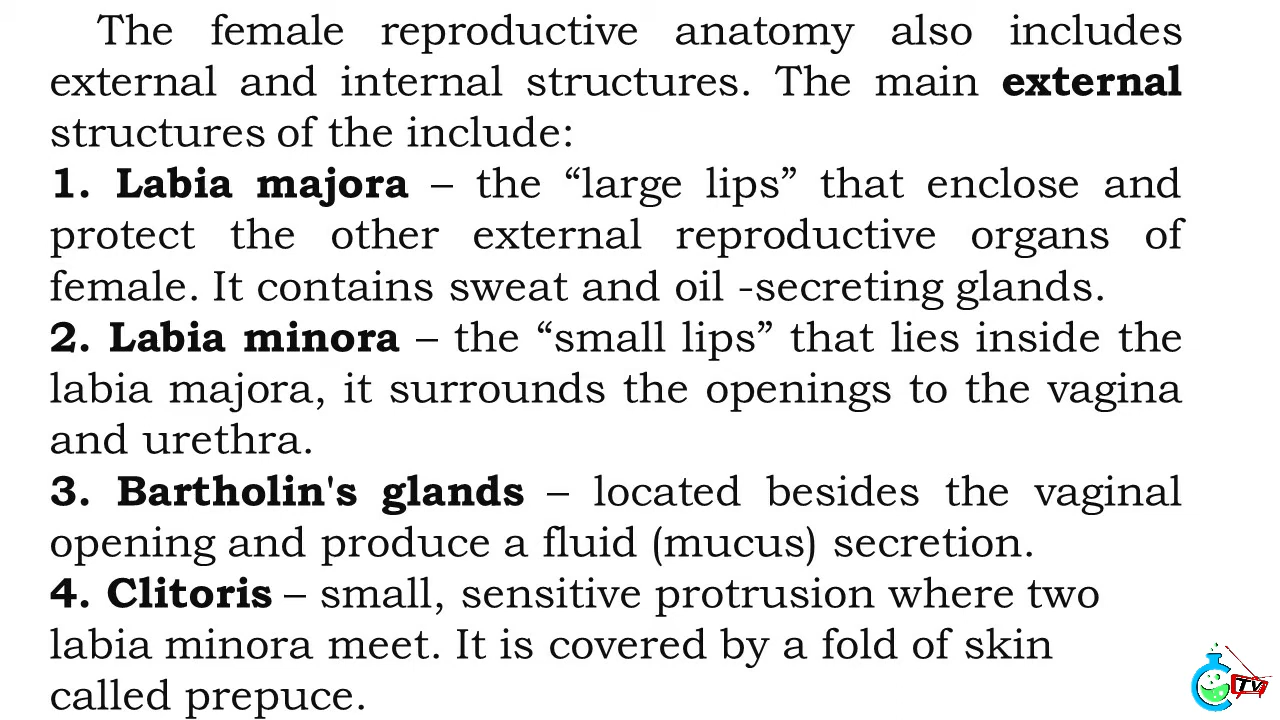 The female reproductive anatomy also includes
external and internal structures. The main external
structures of the include:
1. Labia majora – the “large lips” that enclose and
protect the other external reproductive organs of
female. It contains sweat and oil -secreting glands.
2. Labia minora – the “small lips” that lies inside the
labia majora, it surrounds the openings to the vagina
and urethra.
3. Bartholin's glands – located besides the vaginal
opening and produce a fluid (mucus) secretion.
4. Clitoris – small, sensitive protrusion where two
labia minora meet. It is covered by a fold of skin
called prepuce.
TV